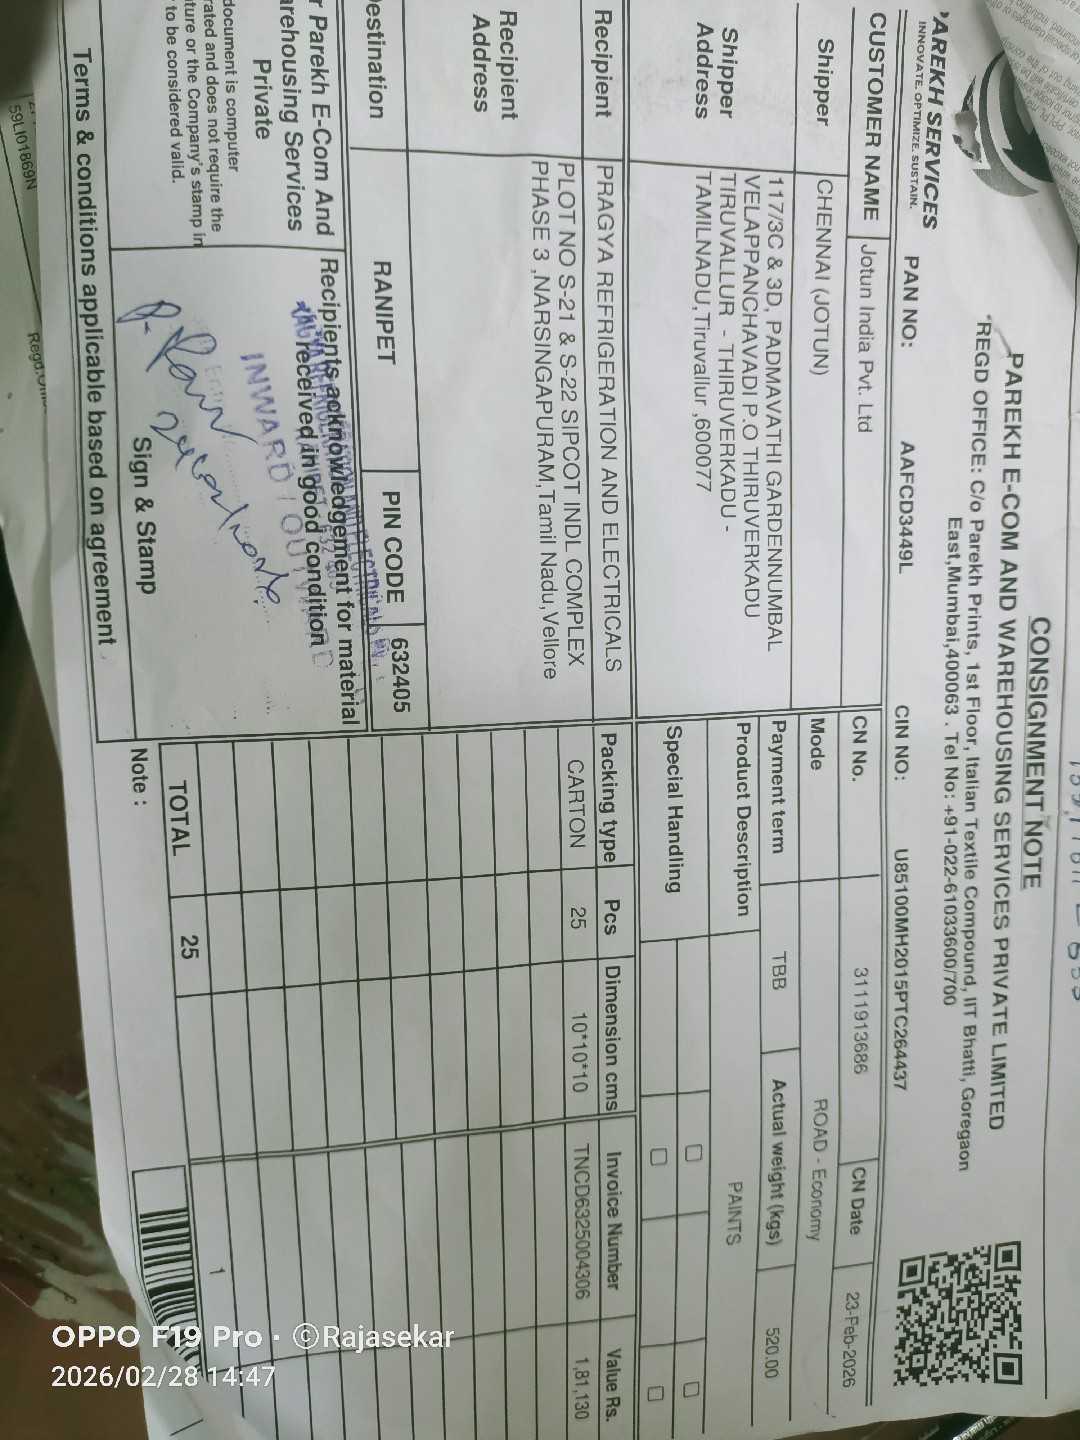 CONSIGNMENT NOTE
PAREKH E-COM AND WAREHOUSING SERVICES PRIVATE LIMITED
REGD OFFICE: C/o Parekh Prints, 1st Floor, Italian Textile Compound, IIT Bhatti, Goregaon
East,Mumbai,400063 . Tel No: +91-022-61033600/700
PAREKH SERVICES
INNOVATE. OPTIMIZE. SUSTAIN.
PAN NO: AAFCD3449L CIN NO: U85100MH2015PTC264437
CUSTOMER NAME Jotun India Pvt. Ltd
CN No. 3111913686 CN Date 23-Feb-2026
Shipper CHENNAI (JOTUN)
Mode ROAD - Economy
Shipper Address
117/3C & 3D, PADMAVATHI GARDENNUMBAL
VELAPPANCHAVADI P.O THIRUVERKADU
TIRUVALLUR - THIRUVERKADU -
TAMILNADU,Tiruvallur ,600077
Payment term TBB Actual weight (kgs) 520.00
Product Description PAINTS
Special Handling
Recipient PRAGYA REFRIGERATION AND ELECTRICALS
Recipient Address
PLOT NO S-21 & S-22 SIPCOT INDL COMPLEX
PHASE 3 ,NARSINGAPURAM,Tamil Nadu,Vellore
Packing type Pcs Dimension cms Invoice Number Value Rs.
CARTON 25 10*10*10 TNCD6325004306 1,81,130
Destination RANIPET PIN CODE 632405
r Parekh E-Com And
arehousing Services
Private
document is computer
rated and does not require the
ture or the Company's stamp in
to be considered valid.
Recipients acknowledgement for material
received in good condition
INWARD
Sign & Stamp
TOTAL 25 1
Terms & conditions applicable based on agreement
Note :
59LI01869N
OPPO F19 Pro · ©Rajasekar
2026/02/28 14:47